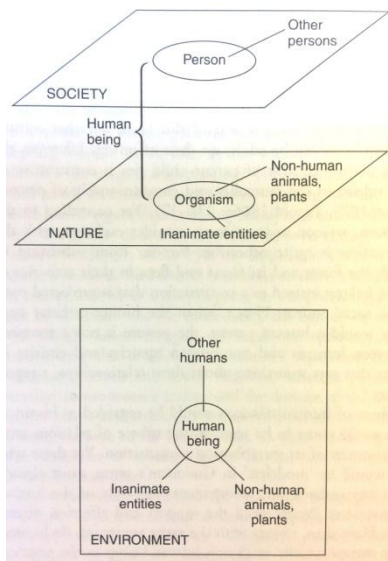 Other
persons
Person
SOCIETY
Human
being
Non-human
animals,
plants
Organism
Inanimate entities
NATURE
Other
humans
Human
being
Inanimate
entities
Non-human
animals,
plants
ENVIRONMENT